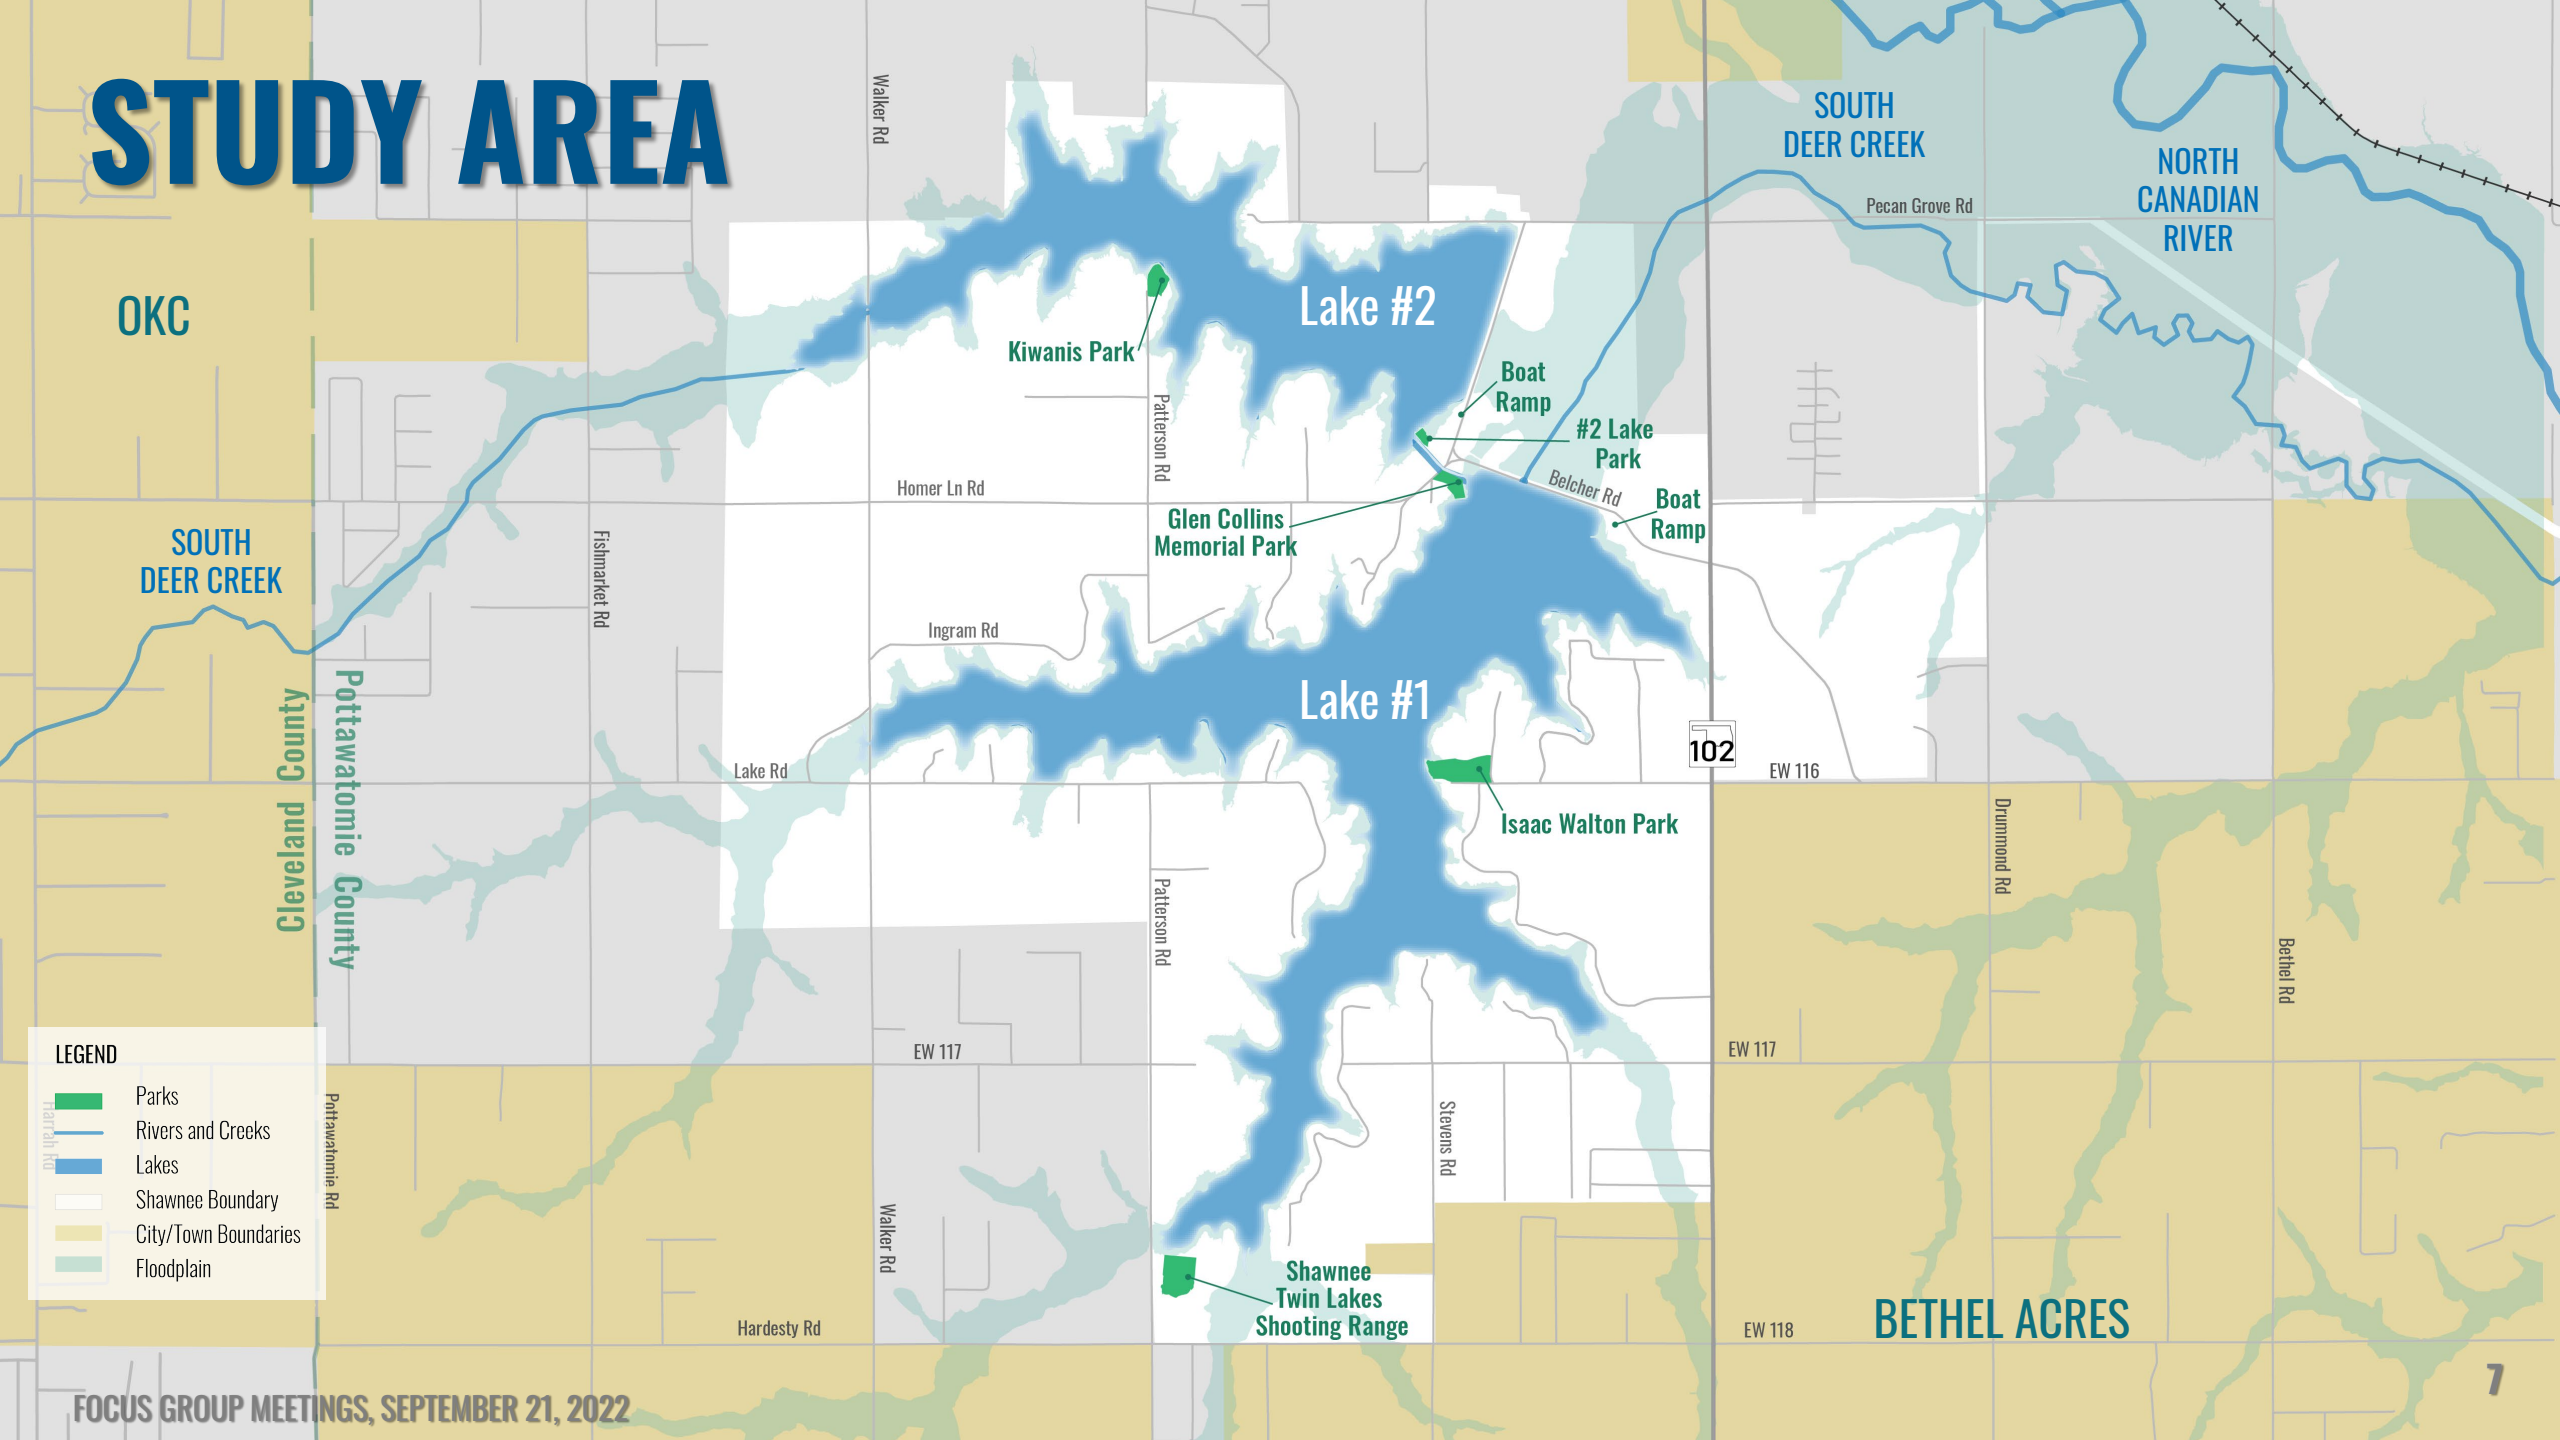 STUDY AREA
Walker Rd
SOUTH
DEER CREEK
NORTH
CANADIAN
RIVER
Pecan Grove Rd
OKC
Lake #2
Kiwanis Park
Boat
Ramp
#2 Lake
Park
Patterson Rd
Homer Ln Rd
Belcher Rd
Boat
Ramp
Glen Collins
Memorial Park
SOUTH
DEER CREEK
Fishmarket Rd
Ingram Rd
Lake #1
Cleveland County
Pottawatomie County
102
Lake Rd
EW 116
Isaac Walton Park
Drummond Rd
Patterson Rd
Bethel Rd
EW 117
EW 117
LEGEND
Parks
Rivers and Creeks
Lakes
Shawnee Boundary
City/Town Boundaries
Floodplain
Harrah Rd
Pottawatomie Rd
Stevens Rd
Walker Rd
Shawnee
Twin Lakes
Shooting Range
Hardesty Rd
EW 118
BETHEL ACRES
FOCUS GROUP MEETINGS, SEPTEMBER 21, 2022
7